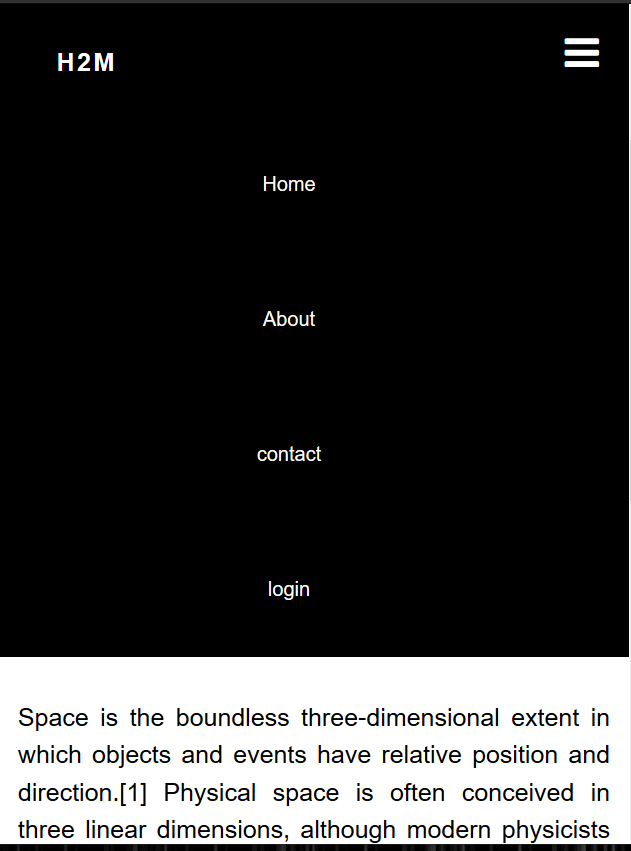 H2M
Home
About
contact
login
Space is the boundless three-dimensional extent in
which objects and events have relative position and
direction.[1] Physical space is often conceived in
three linear dimensions, although modern physicists